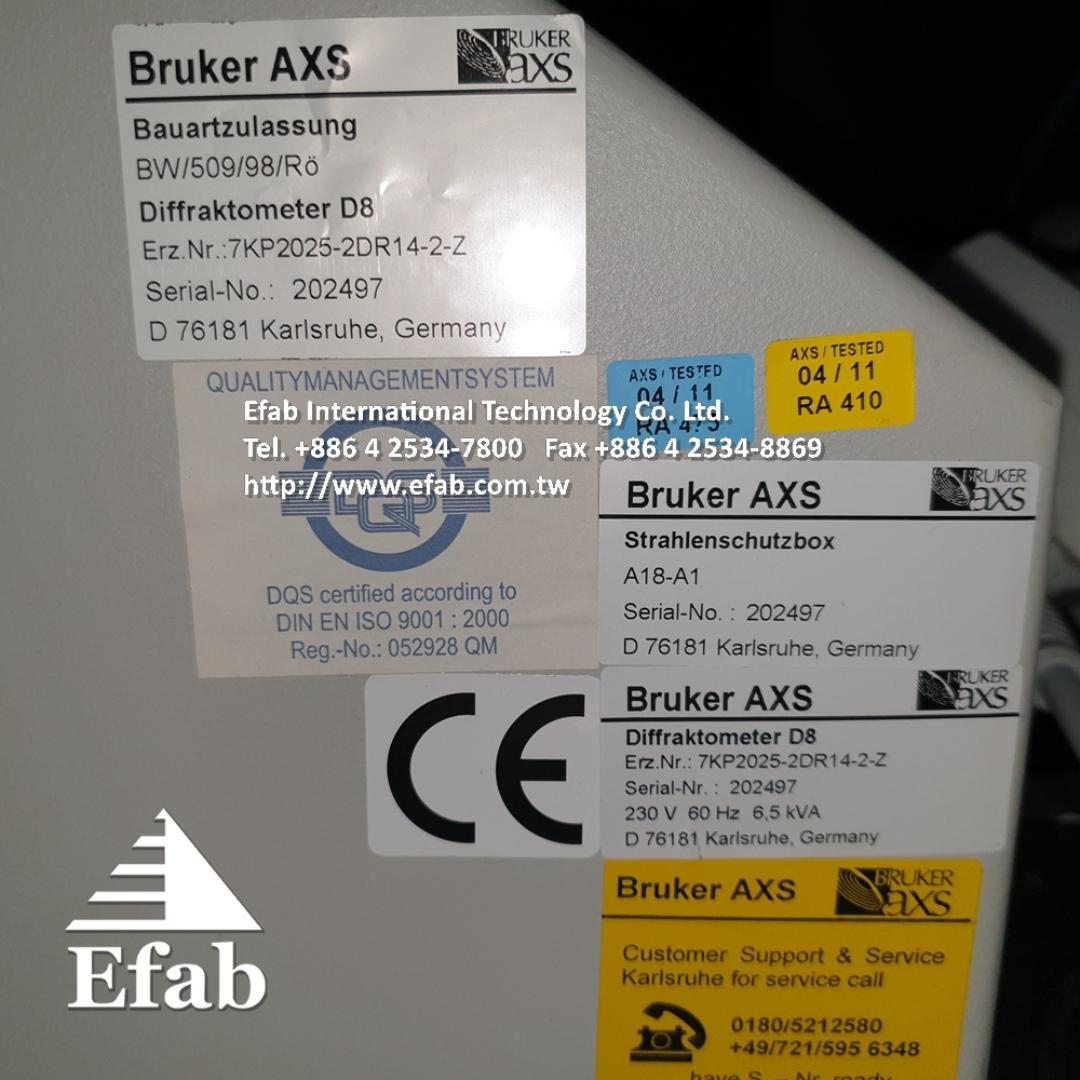 Bruker AXS
BRUKER
axs
Bauartzulassung
BW/509/98/Rö
Diffraktometer D8
Erz.Nr.:7KP2025-2DR14-2-Z
Serial-No.: 202497
D 76181 Karlsruhe, Germany
QUALITYMANAGEMENTSYSTEM
DQS
DQS certified according to
DIN EN ISO 9001 : 2000
Reg.-No.: 052928 QM
AXS / TESTED
04 / 11
AXS / TESTED
04 / 11
RA 410
Efab International Technology Co. Ltd.
Tel. +886 4 2534-7800 Fax +886 4 2534-8869
http://www.efab.com.tw
Bruker AXS
BRUKER
axs
Strahlenschutzbox
A18-A1
Serial-No. : 202497
D 76181 Karlsruhe, Germany
CE
Bruker AXS
BRUKER
axs
Diffraktometer D8
Erz.Nr.: 7KP2025-2DR14-2-Z
Serial-Nr. : 202497
230 V 60 Hz 6,5 kVA
D 76181 Karlsruhe, Germany
Bruker AXS
BRUKER
axs
Customer Support & Service
Karlsruhe for service call
0180/5212580
+49/721/595 6348
have S. – Nr. ready
Efab